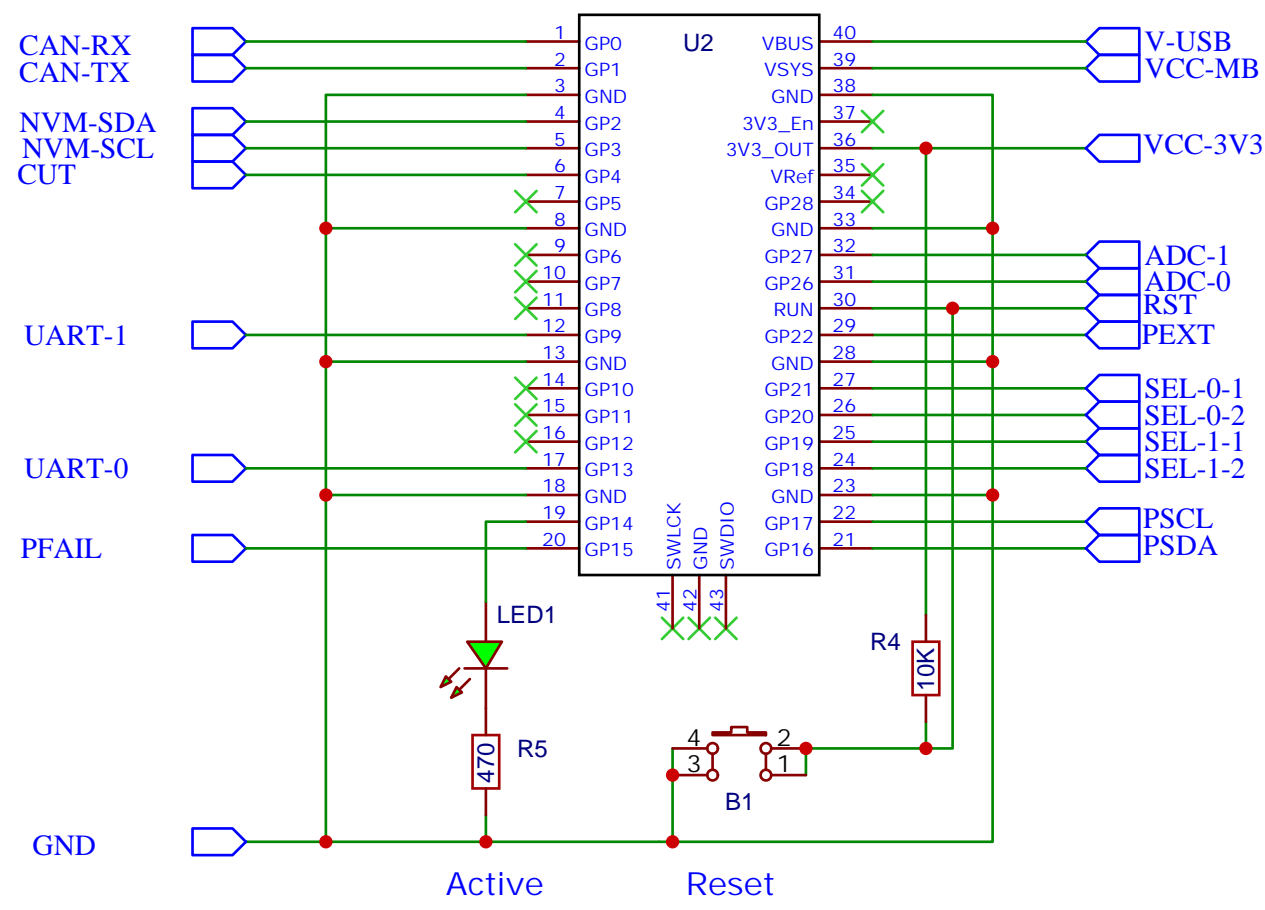 CAN-RX 1 GP0 U2 VBUS 40 V-USB
CAN-TX 2 GP1 VSYS 39 VCC-MB
3 GND GND 38
NVM-SDA 4 GP2 3V3_En 37
NVM-SCL 5 GP3 3V3_OUT 36 VCC-3V3
CUT 6 GP4 VRef 35
7 GP5 GP28 34
8 GND GND 33
9 GP6 GP27 32 ADC-1
10 GP7 GP26 31 ADC-0
11 GP8 RUN 30 RST
UART-1 12 GP9 GP22 29 PEXT
13 GND GND 28
14 GP10 GP21 27 SEL-0-1
15 GP11 GP20 26 SEL-0-2
16 GP12 GP19 25 SEL-1-1
UART-0 17 GP13 GP18 24 SEL-1-2
18 GND GND 23
19 GP14 GP17 22 PSCL
PFAIL 20 GP15 GP16 21 PSDA
SWLCK GND SWDIO
41 42 43
LED1
R4 10K
470 R5
4 2
3 1
B1
GND
Active Reset